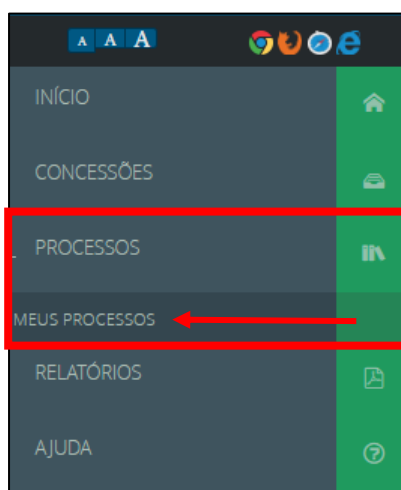 A A A
INÍCIO
CONCESSÕES
PROCESSOS
MEUS PROCESSOS
RELATÓRIOS
AJUDA